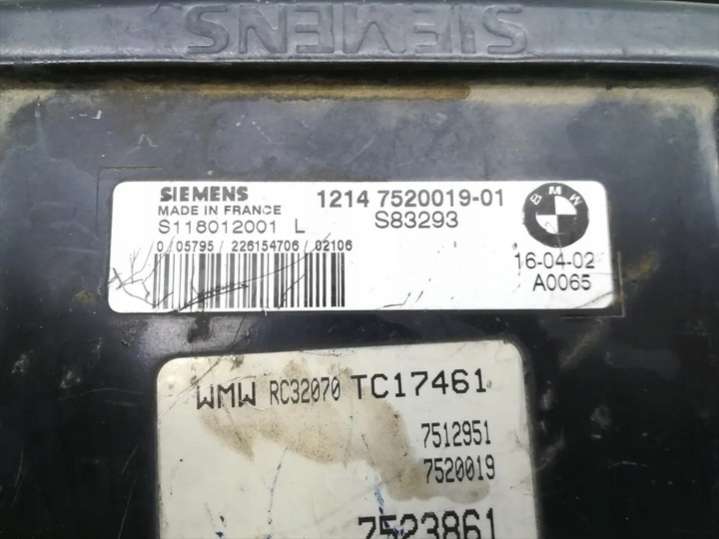 SIEMENS
SIEMENS 1214 7520019-01 BMW
MADE IN FRANCE
S118012001 L S83293
0 / 05795 / 226154706 / 02106
16-04-02
A0065
WMW RC32070 TC17461
7512951
7520019
7523861